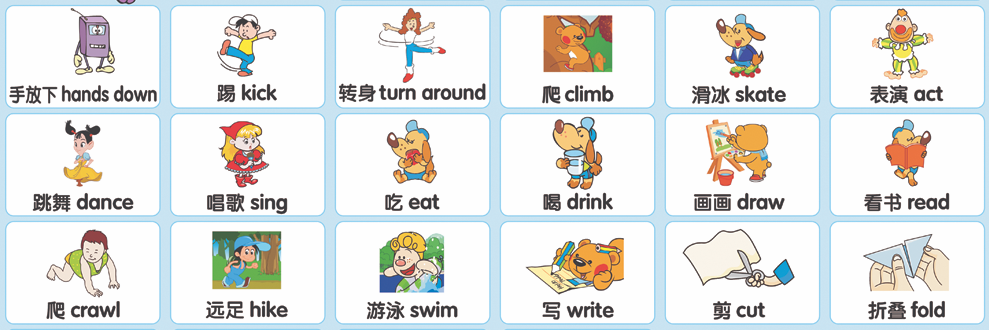 手放下 hands down
踢 kick
转身 turn around
爬 climb
滑冰 skate
表演 act
跳舞 dance
唱歌 sing
吃 eat
喝 drink
画画 draw
看书 read
爬 crawl
远足 hike
游泳 swim
写 write
剪 cut
折叠 fold